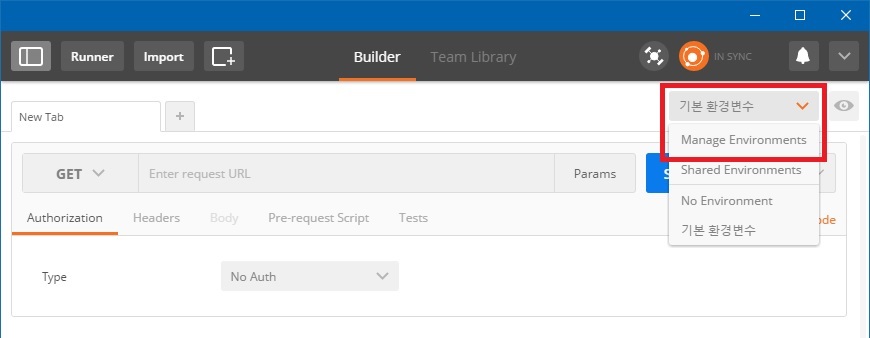 Runner Import Builder Team Library IN SYNC
기본 환경변수
New Tab
Manage Environments
GET Enter request URL Params
Shared Environments
No Environment
Authorization Headers Body Pre-request Script Tests
기본 환경변수
Type No Auth